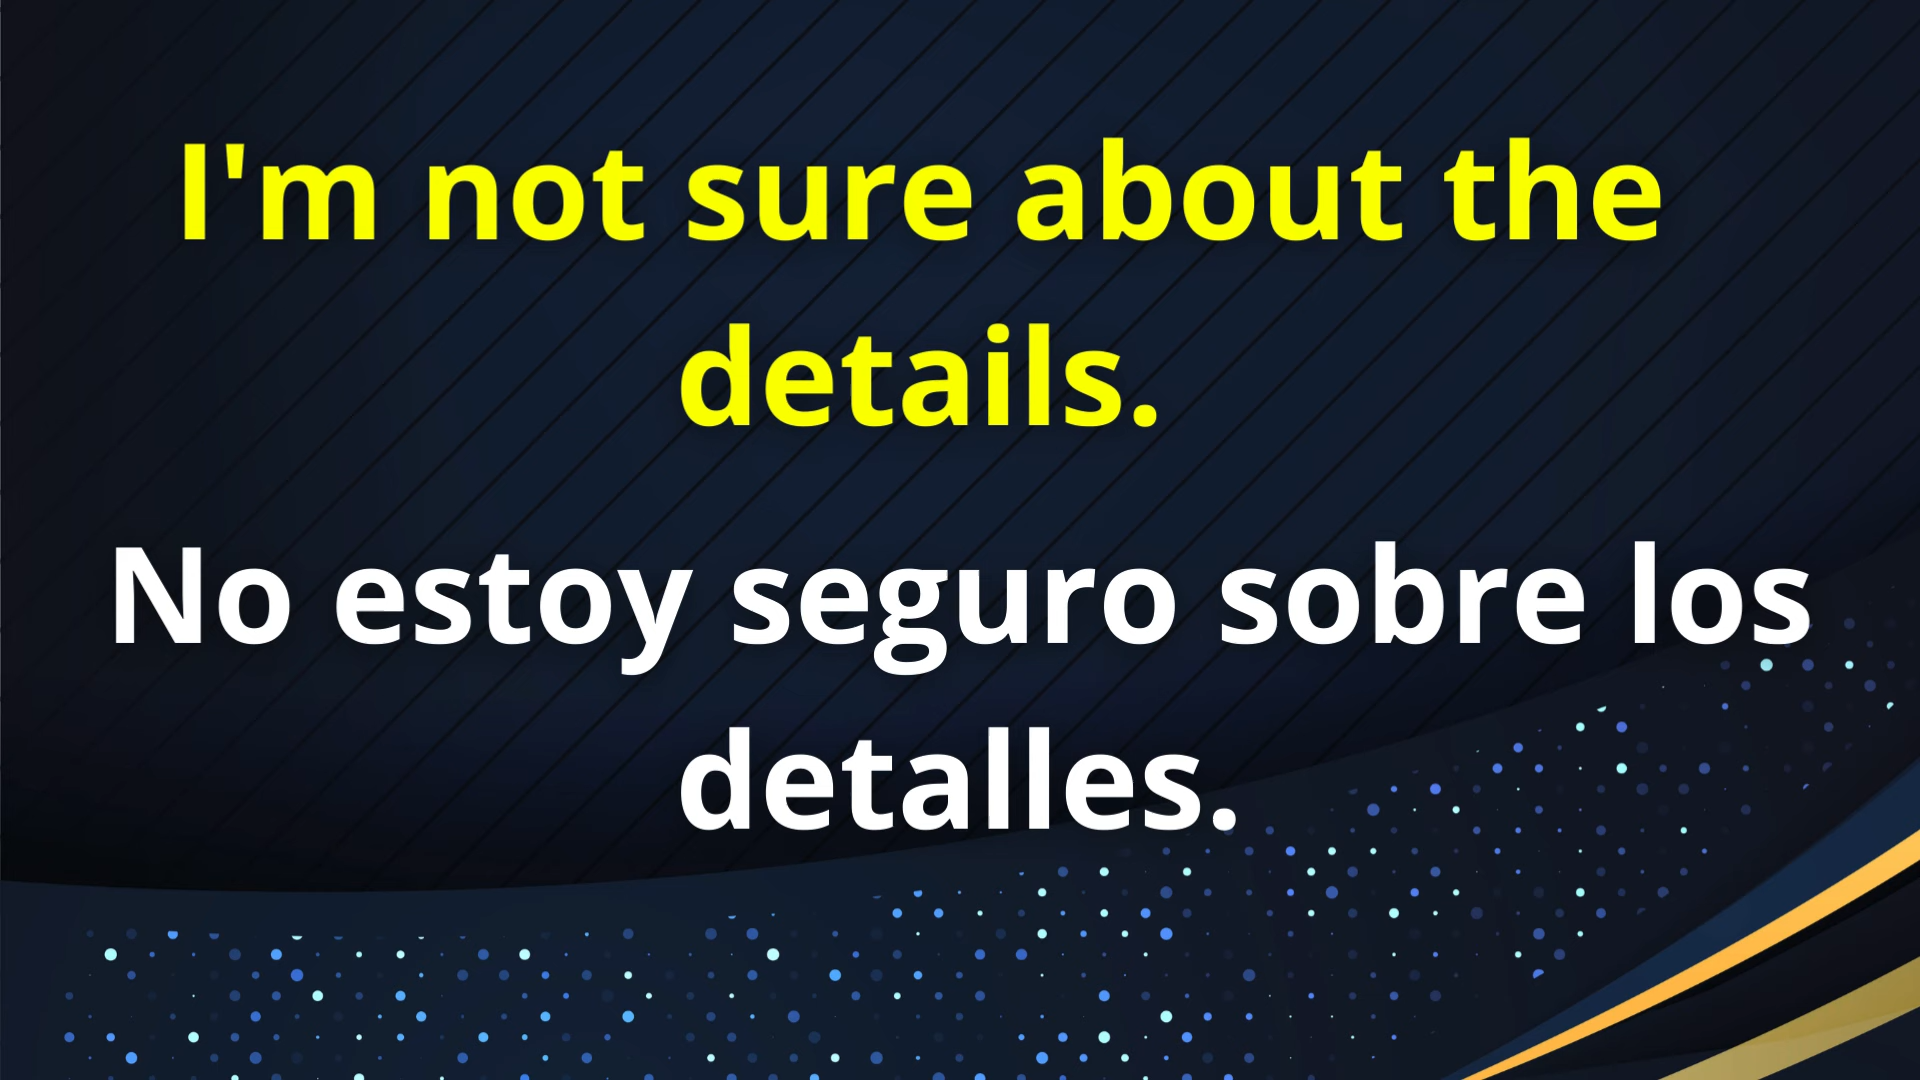 I'm not sure about the
details.
No estoy seguro sobre los
detalles.